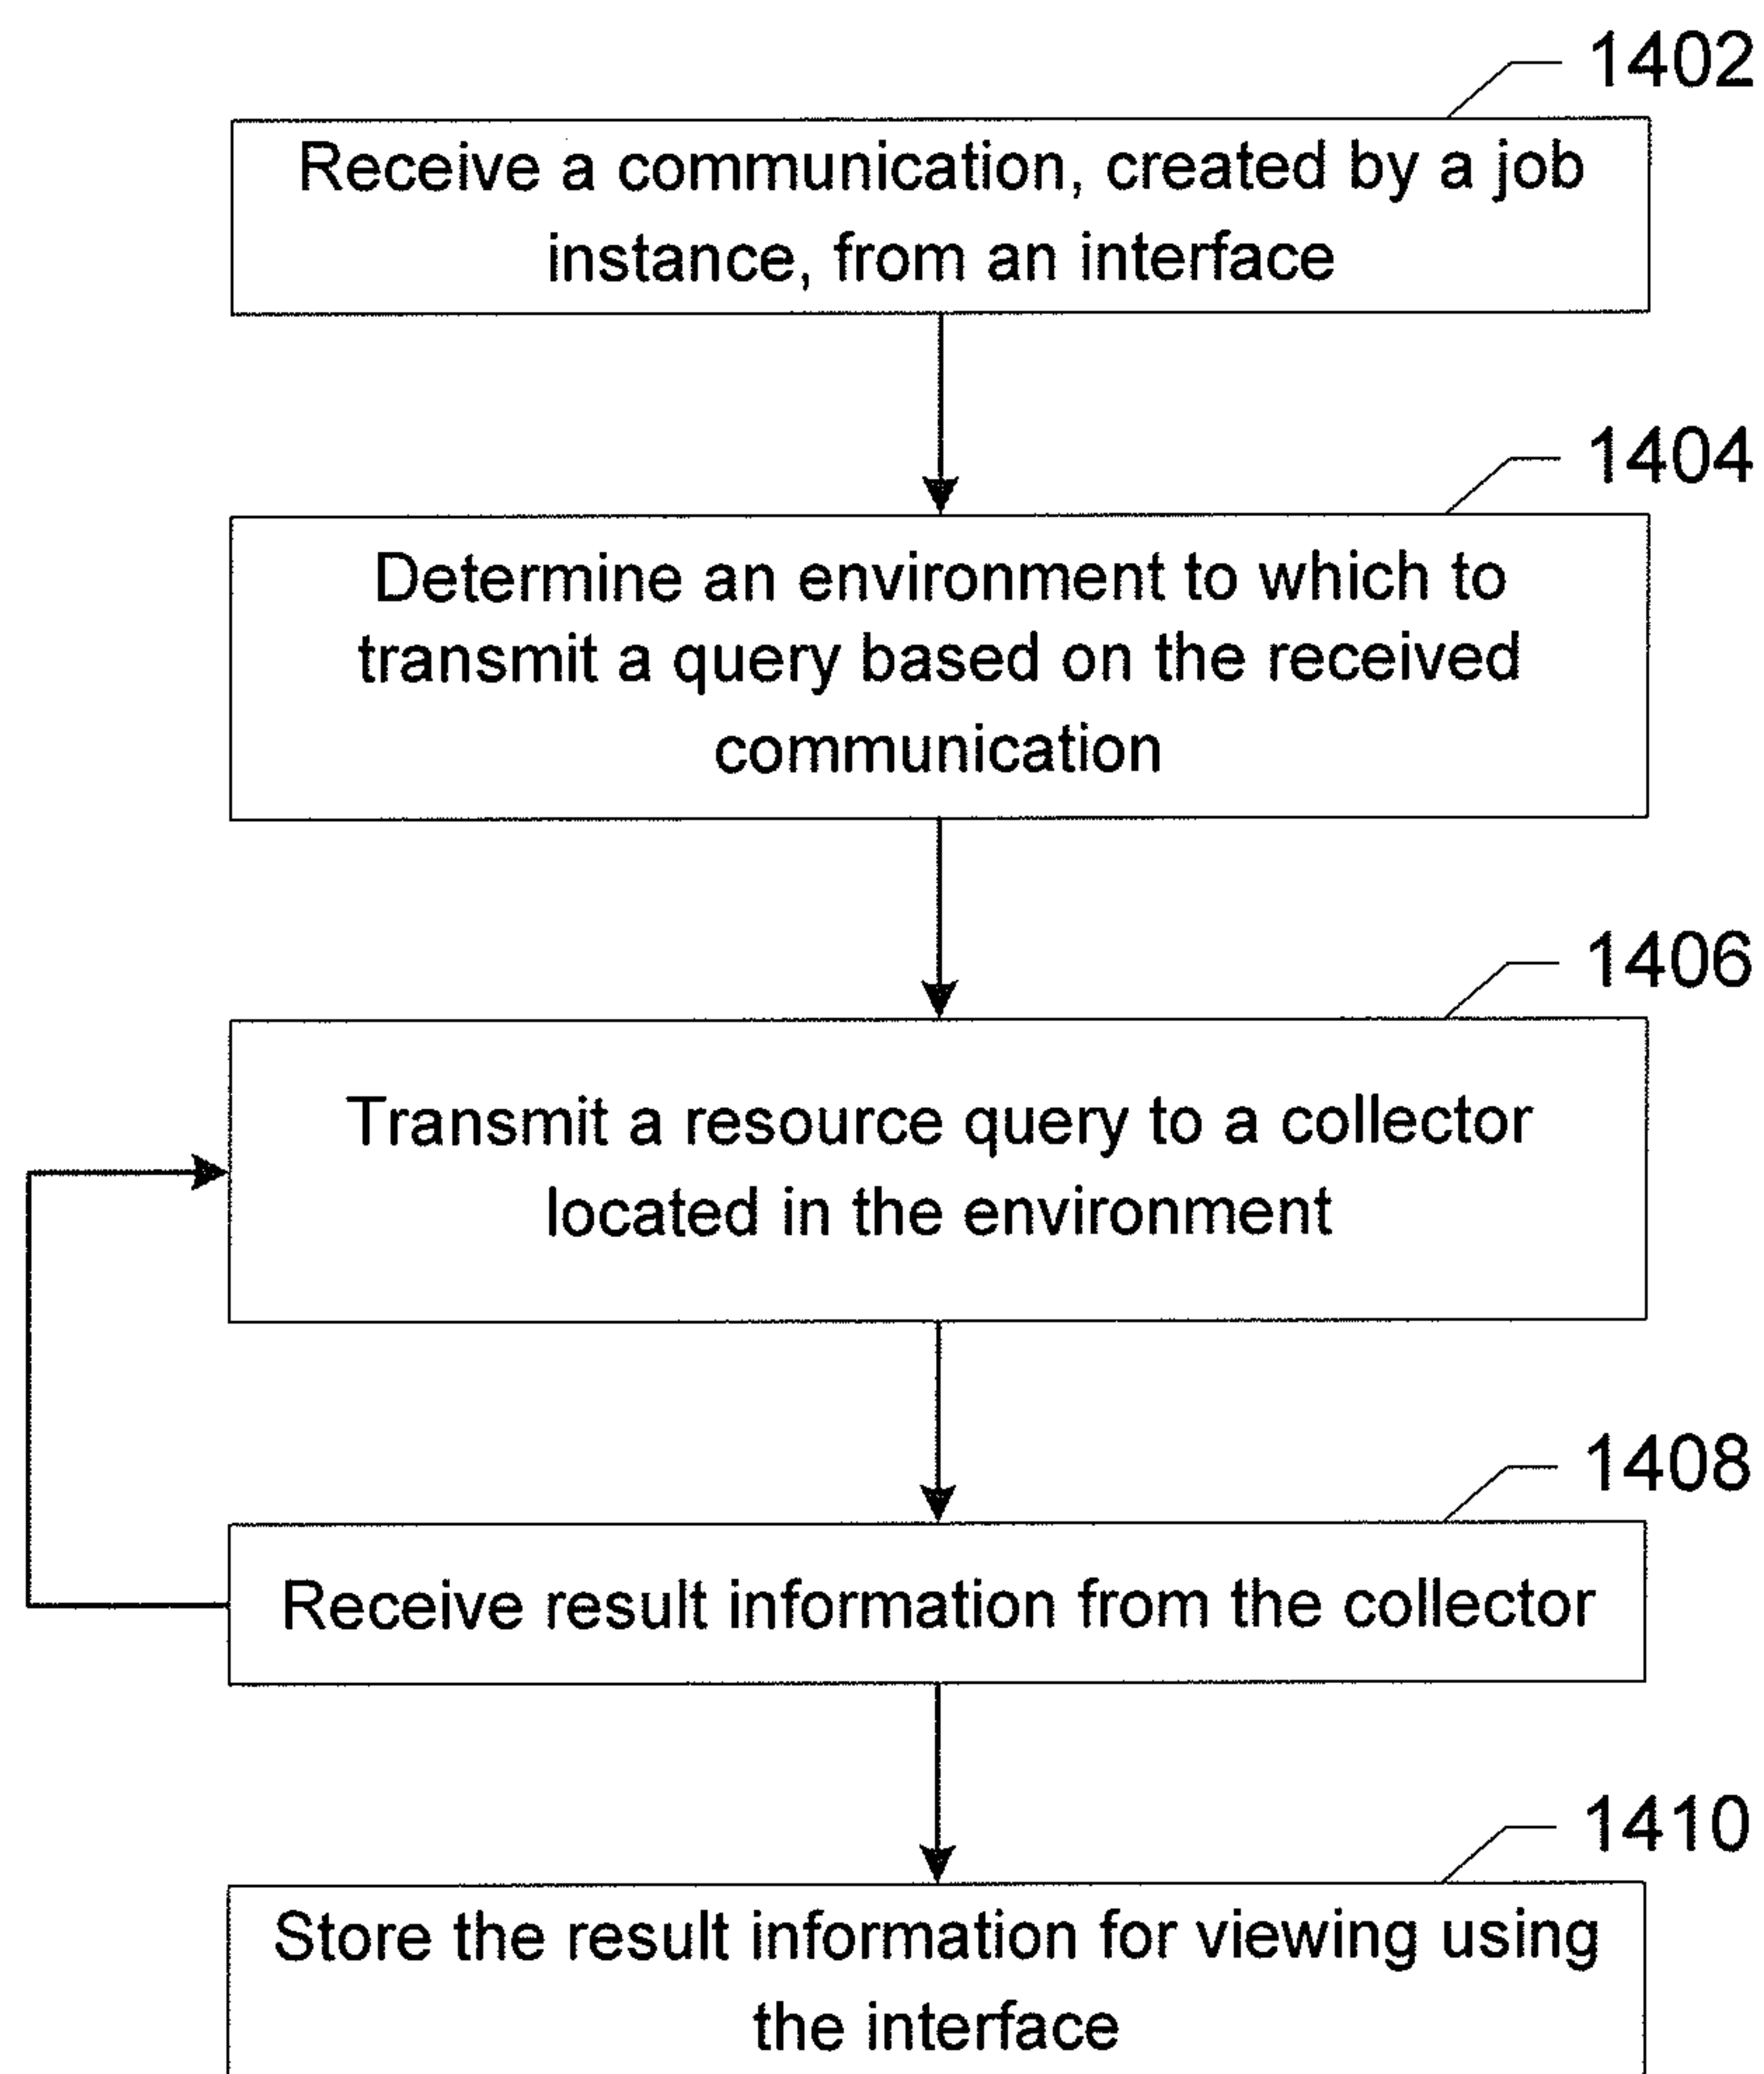 1402
Receive a communication, created by a job
instance, from an interface
1404
Determine an environment to which to
transmit a query based on the received
communication
1406
Transmit a resource query to a collector
located in the environment
1408
Receive result information from the collector
1410
Store the result information for viewing using
the interface